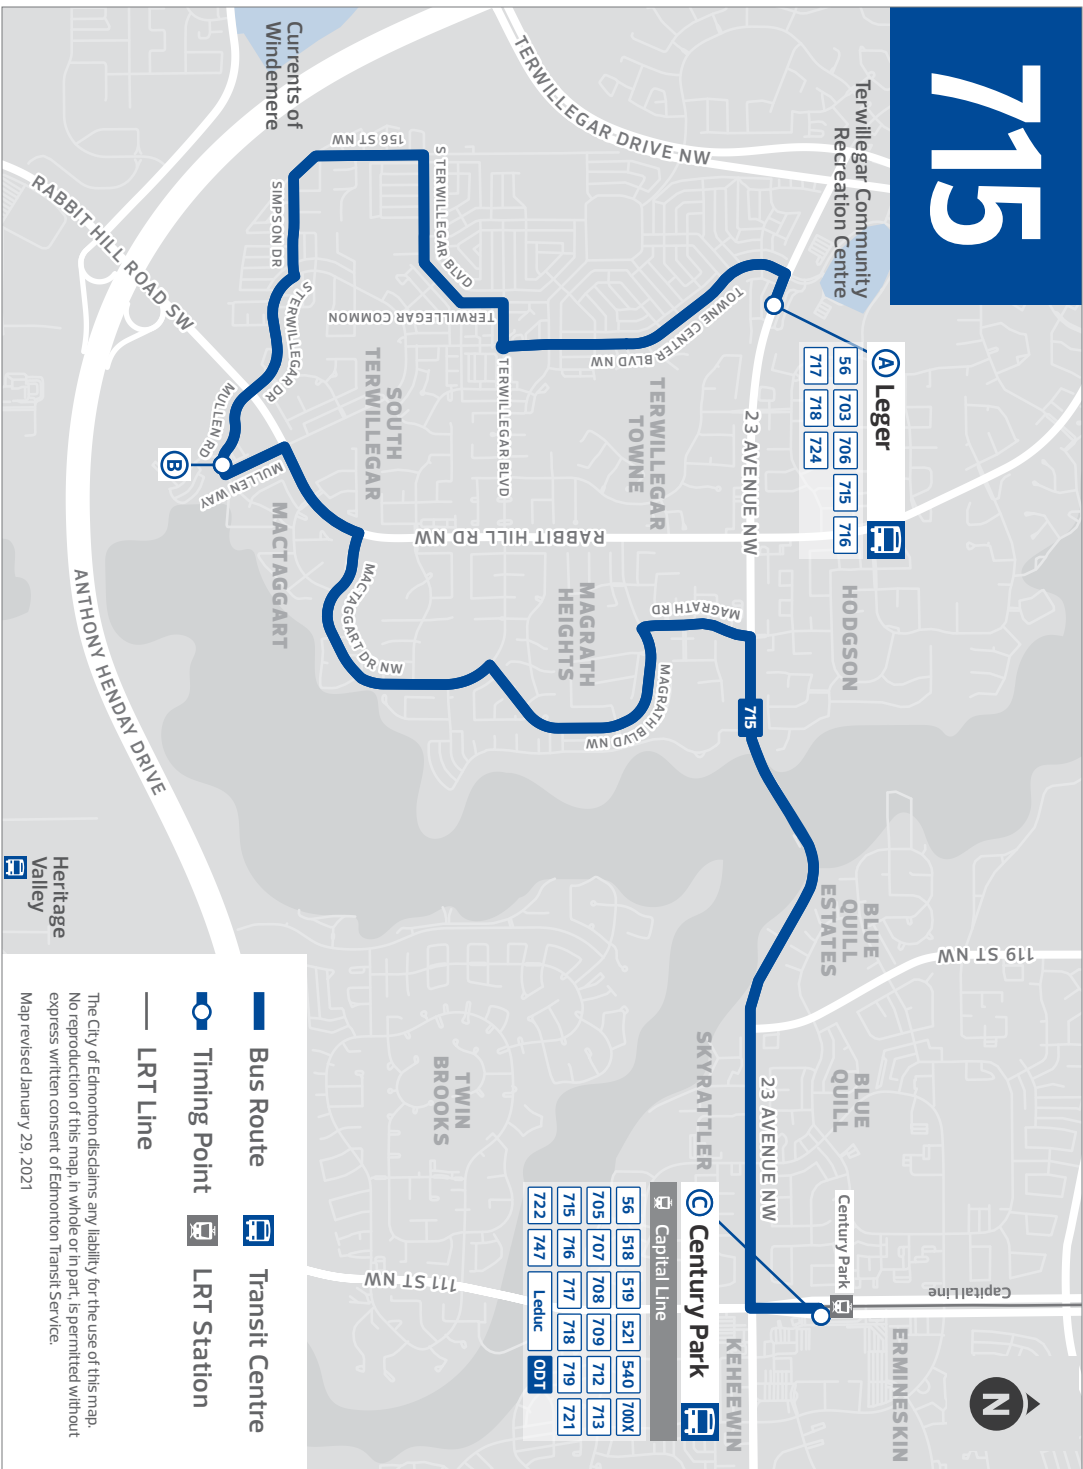 715
Terwillegar Community
Recreation Centre
TERWILLEGAR DRIVE NW
Currents of
Windemere
156 ST NW
S TERWILLEGAR BLVD
SIMPSON DR
RABBIT HILL ROAD SW
S TERWILLEGAR DR
TERWILLEGAR COMMON
TOWNE CENTER BLVD NW
TERWILLEGAR BLVD
MULLEN RD
MULLEN WAY
B
SOUTH
TERWILLEGAR
TERWILLEGAR
TOWNE
23 AVENUE NW
A Leger
56 703 706 715 716
717 718 724
RABBIT HILL RD NW
MACTAGGART
MACTAGGART DR NW
MAGRATH
HEIGHTS
MAGRATH RD
MAGRATH BLVD NW
HODGSON
715
ANTHONY HENDAY DRIVE
Heritage
Valley
BLUE
QUILL
ESTATES
119 ST NW
BLUE
QUILL
SKYRATTLER
TWIN
BROOKS
23 AVENUE NW
111 ST NW
Century Park
Capital Line
C Century Park
Capital Line
56 518 519 521 540 700X
705 707 708 709 712 713
715 716 717 718 719 721
722 747 Leduc ODT
KEHEEWIN
ERMINESKIN
N
Bus Route
Transit Centre
Timing Point
LRT Station
LRT Line
The City of Edmonton disclaims any liability for the use of this map.
No reproduction of this map, in whole or in part, is permitted without
express written consent of Edmonton Transit Service.
Map revised January 29, 2021